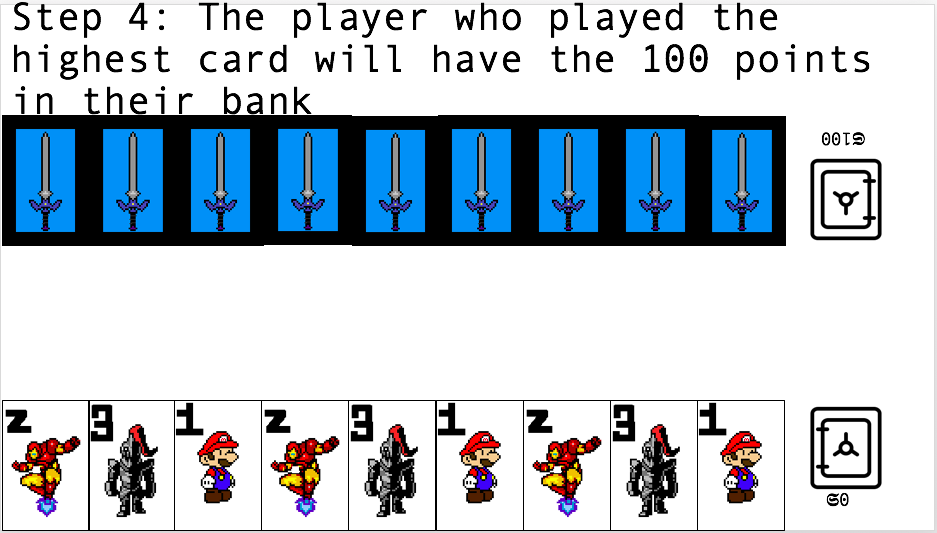 Step 4: The player who played the
highest card will have the 100 points
in their bank
100
2 3 1 2 3 1 2 3 1
0